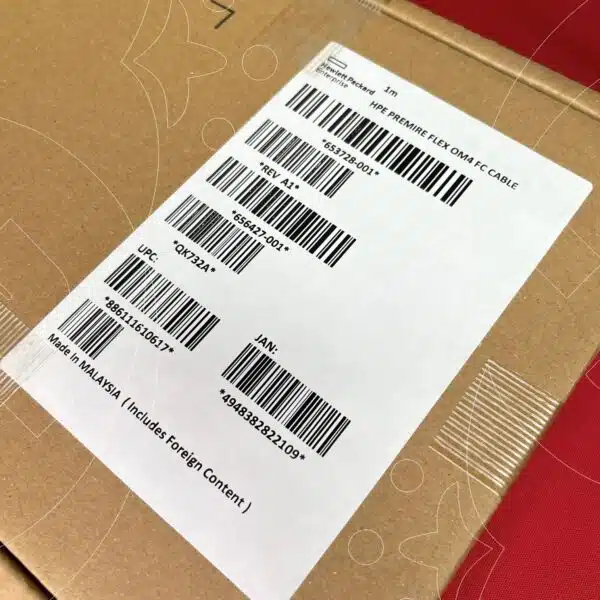 Hewlett Packard
Enterprise
1m
HPE PREMIRE FLEX OM4 FC CABLE
*653728-001*
*REV A1*
*656427-001*
*QK732A*
UPC:
*886111610617*
JAN:
*4948382822109*
Made In MALAYSIA ( Includes Foreign Content )